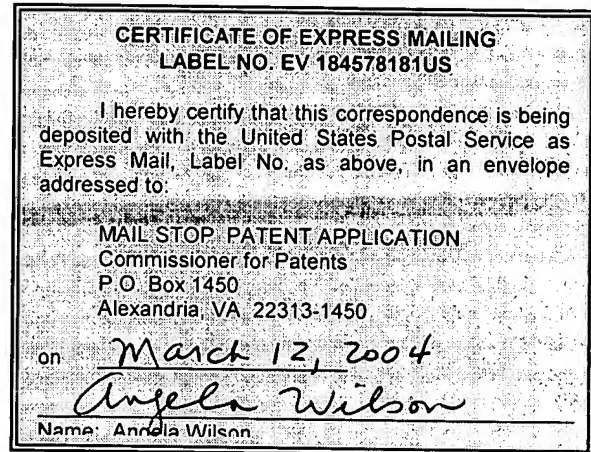 CERTIFICATE OF EXPRESS MAILING
LABEL NO. EV 184578181US
I hereby certify that this correspondence is being
deposited with the United States Postal Service as
Express Mail, Label No. as above, in an envelope
addressed to:
MAIL STOP PATENT APPLICATION
Commissioner for Patents
P.O. Box 1450
Alexandria, VA 22313-1450
on March 12, 2004
Angela Wilson
Name: Angela Wilson